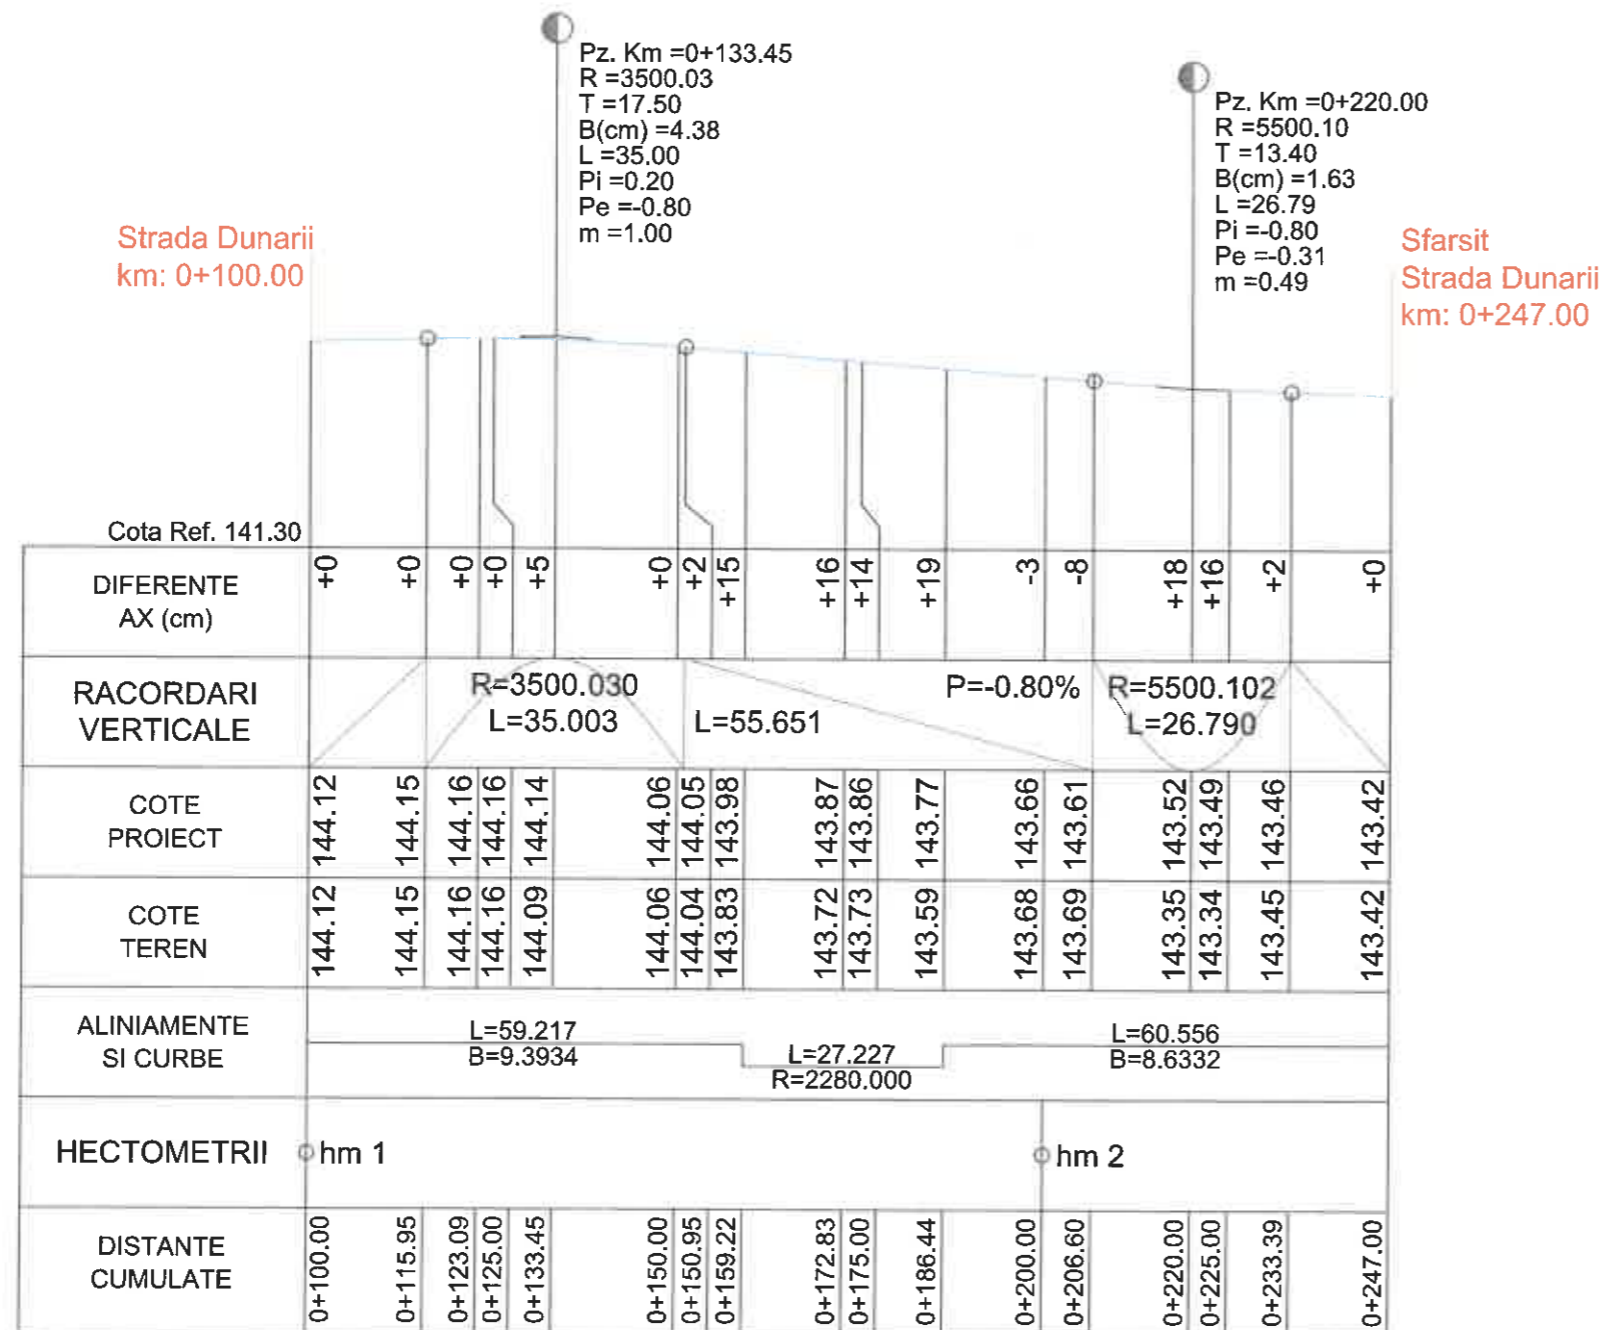 Pz. Km =0+133.45
R =3500.03
T =17.50
B(cm) =4.38
L =35.00
Pi =0.20
Pe =-0.80
m =1.00
Pz. Km =0+220.00
R =5500.10
T =13.40
B(cm) =1.63
L =26.79
Pi =-0.80
Pe =-0.31
m =0.49
Strada Dunarii
km: 0+100.00
Sfarsit
Strada Dunarii
km: 0+247.00
Cota Ref. 141.30
DIFERENTE
AX (cm)
+0
+0
+0
+0
+5
+0
+2
+15
+16
+14
+19
-3
-8
+18
+16
+2
+0
RACORDARI
VERTICALE
R=3500.030
L=35.003
L=55.651
P=-0.80%
R=5500.102
L=26.790
COTE
PROIECT
144.12
144.15
144.16
144.16
144.14
144.06
144.05
143.98
143.87
143.86
143.77
143.66
143.61
143.52
143.49
143.46
143.42
COTE
TEREN
144.12
144.15
144.16
144.16
144.09
144.06
144.04
143.83
143.72
143.73
143.59
143.68
143.69
143.35
143.34
143.45
143.42
ALINIAMENTE
SI CURBE
L=59.217
B=9.3934
L=27.227
R=2280.000
L=60.556
B=8.6332
HECTOMETRII
hm 1
hm 2
DISTANTE
CUMULATE
0+100.00
0+115.95
0+123.09
0+125.00
0+133.45
0+150.00
0+150.95
0+159.22
0+172.83
0+175.00
0+186.44
0+200.00
0+206.60
0+220.00
0+225.00
0+233.39
0+247.00